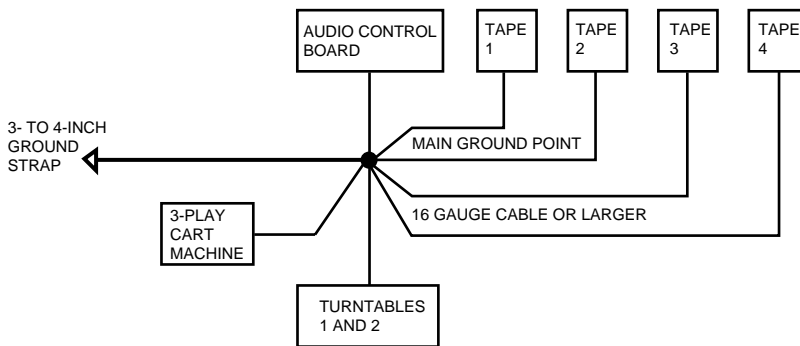 AUDIO CONTROL
BOARD
TAPE
1
TAPE
2
TAPE
3
TAPE
4
3- TO 4-INCH
GROUND
STRAP
MAIN GROUND POINT
3-PLAY
CART
MACHINE
16 GAUGE CABLE OR LARGER
TURNTABLES
1 AND 2